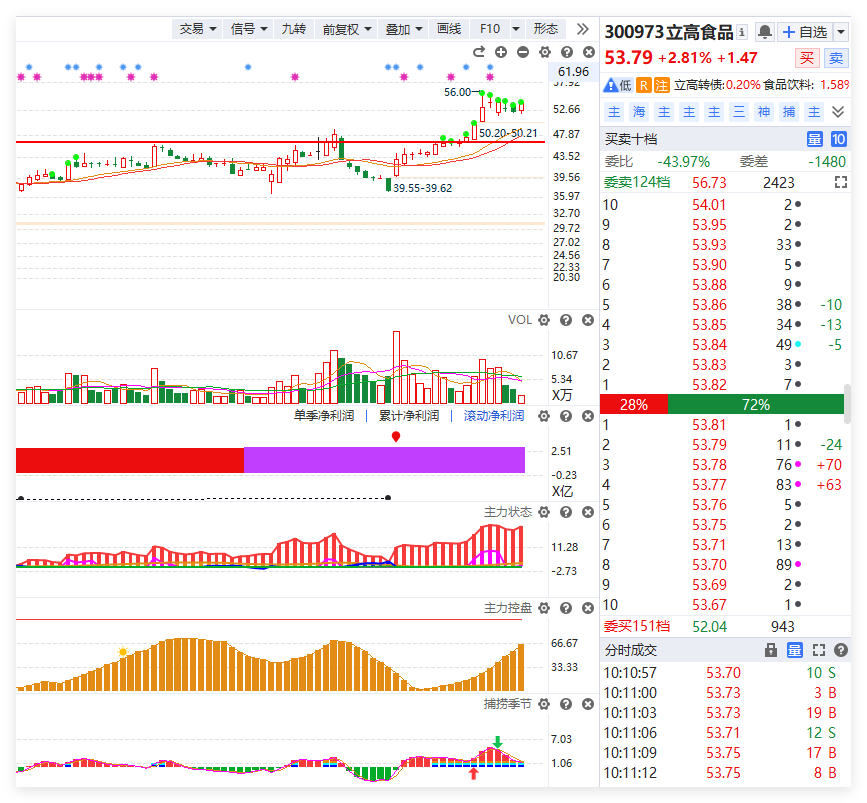 交易 信号 九转 前复权 叠加 画线 F10 形态
61.96
57.92
52.66
47.87
43.52
39.56
35.97
32.70
29.72
27.02
24.56
22.33
20.30
56.00
50.20-50.21
39.55-39.62
VOL
10.67
5.34
X万
单季净利润 | 累计净利润 | 滚动净利润
2.51
-0.23
X亿
主力状态
11.28
-2.73
主力控盘
66.67
33.33
捕捞季节
7.03
1.06
300973 立高食品 自选
53.79 +2.81% +1.47 买 卖
低 R 注 立高转债:0.20% 食品饮料: 1.58%
主 海 主 主 主 三 神 捕 主
买卖十档 量 10
委比 -43.97% 委差 -1480
委卖124档 56.73 2423
10 54.01 2
9 53.95 2
8 53.93 33
7 53.90 5
6 53.88 9
5 53.86 38 -10
4 53.85 34 -13
3 53.84 49 -5
2 53.83 3
1 53.82 7
28% 72%
1 53.81 1
2 53.79 11 -24
3 53.78 76 +70
4 53.77 83 +63
5 53.76 5
6 53.75 2
7 53.71 13
8 53.70 89
9 53.69 2
10 53.67 1
委买151档 52.04 943
分时成交 量
10:10:57 53.70 10 S
10:11:00 53.73 3 B
10:11:03 53.73 19 B
10:11:06 53.71 12 S
10:11:09 53.75 17 B
10:11:12 53.75 8 B